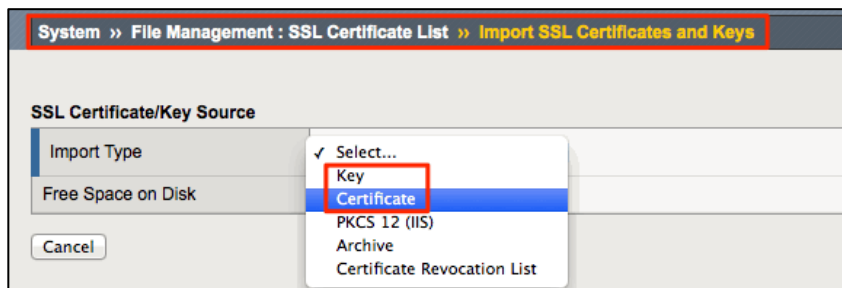 System ›› File Management : SSL Certificate List ›› Import SSL Certificates and Keys
SSL Certificate/Key Source
Import Type
✓ Select...
Key
Certificate
Free Space on Disk
PKCS 12 (IIS)
Archive
Certificate Revocation List
Cancel